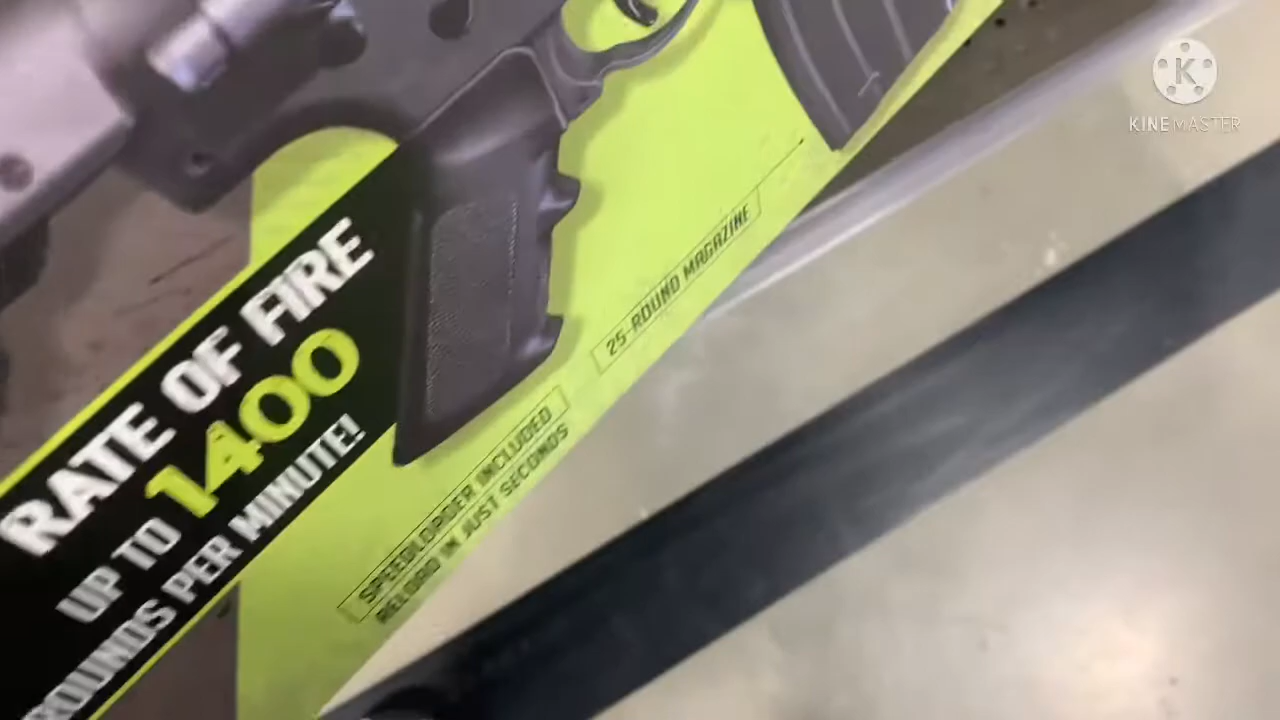 KINEMASTER
RATE OF FIRE
UP TO 1400
ROUNDS PER MINUTE!
25-ROUND MAGAZINE
SPEEDLOADER INCLUDED
RELOAD IN JUST SECONDS